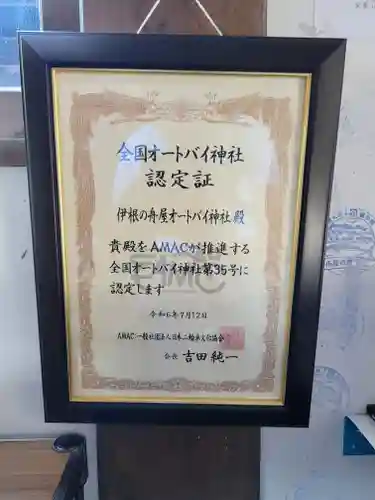 全国オートバイ神社
認定証
伊根の舟屋オートバイ神社 殿
貴殿をAMACが推進する
全国オートバイ神社第35号に
認定します
令和6年7月12日
AMAC 一般社団法人日本二輪車文化協会
会長 吉田 純一